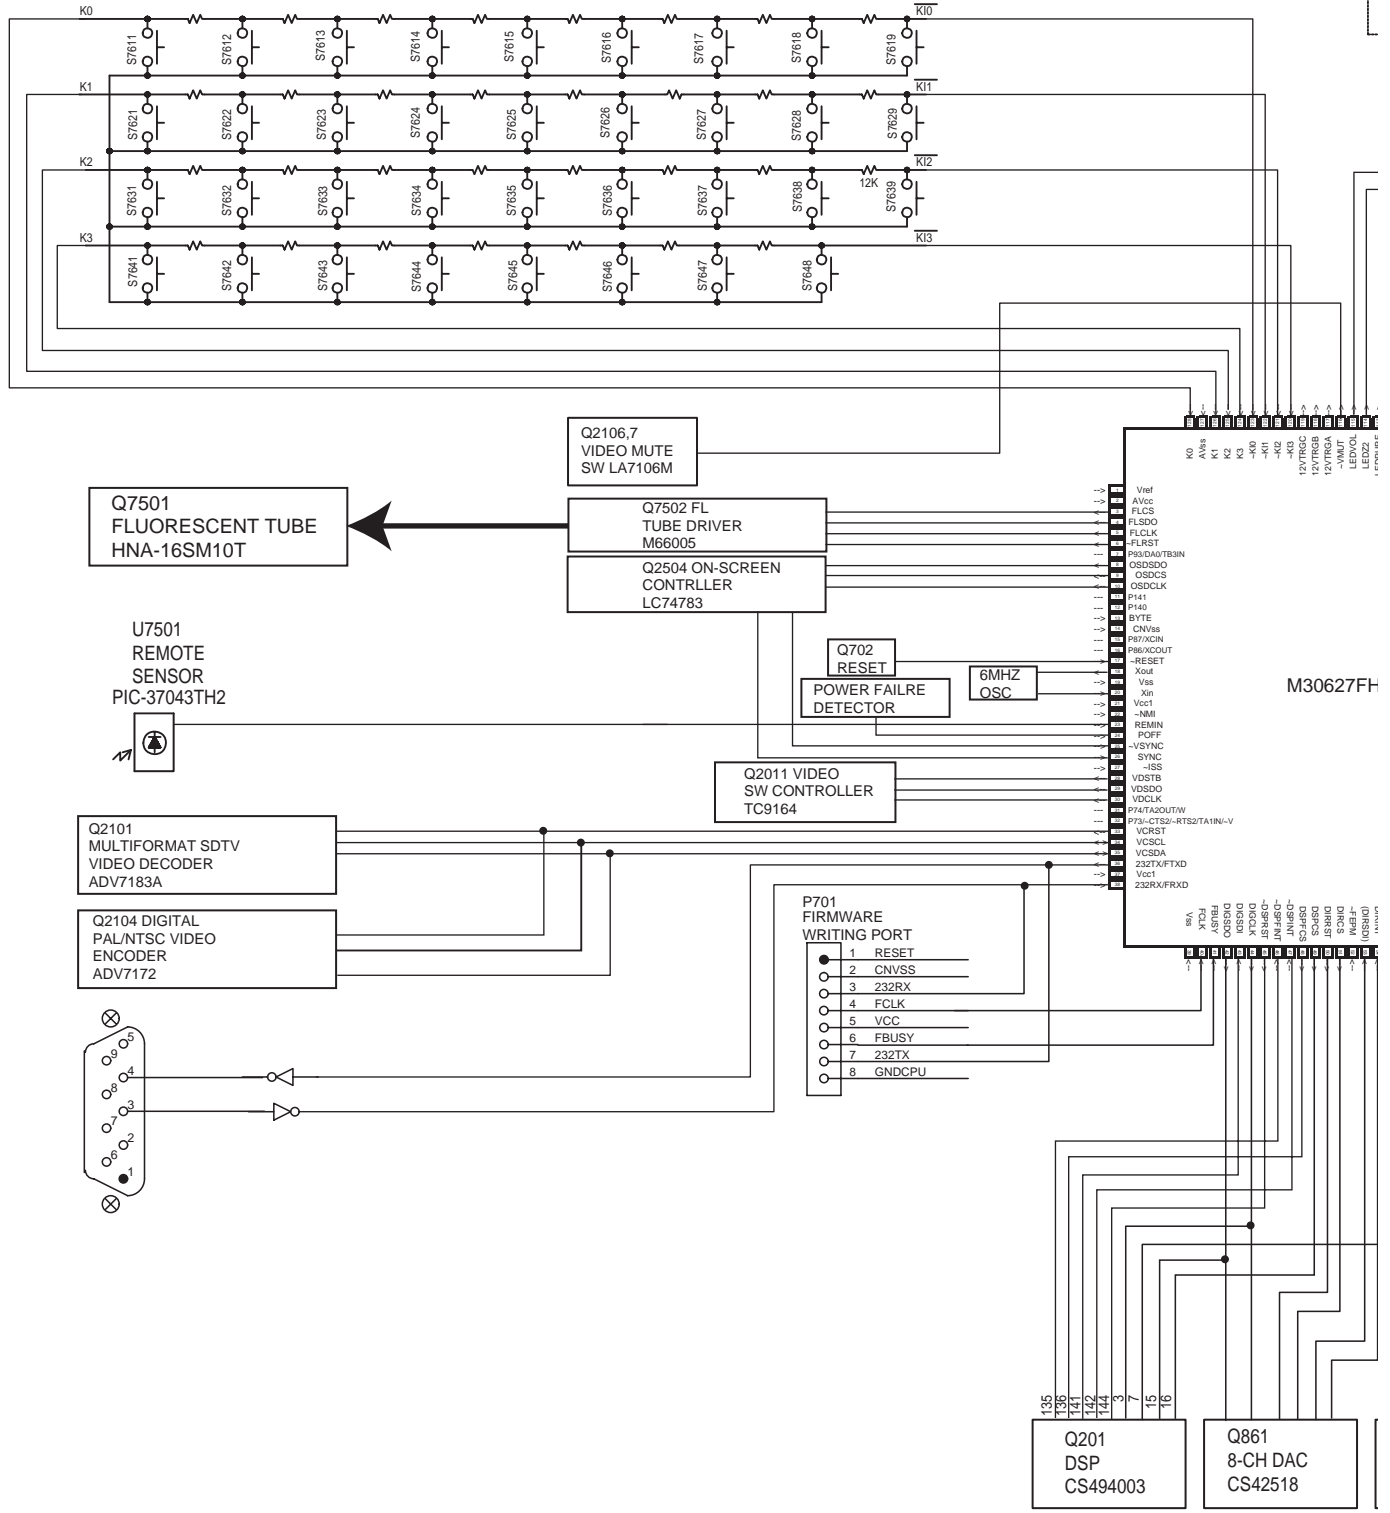 K0
KI0
S7611
S7612
S7613
S7614
S7615
S7616
S7617
S7618
S7619
K1
KI1
S7621
S7622
S7623
S7624
S7625
S7626
S7627
S7628
S7629
K2
KI2
12K
S7631
S7632
S7633
S7634
S7635
S7636
S7637
S7638
S7639
K3
KI3
S7641
S7642
S7643
S7644
S7645
S7646
S7647
S7648
Q2106,7
VIDEO MUTE
SW LA7106M
K0
AVss
K1
K2
K3
~KI0
~KI1
~KI2
~KI3
12VTRGC
12VTRGB
12VTRGA
~VMUT
LEDVOL
LEDZ2
Q7501
FLUORESCENT TUBE
HNA-16SM10T
Q7502 FL
TUBE DRIVER
M66005
Q2504 ON-SCREEN
CONTRLLER
LC74783
U7501
REMOTE
SENSOR
PIC-37043TH2
Q702
RESET
6MHZ
OSC
POWER FAILRE
DETECTOR
Q2011 VIDEO
SW CONTROLLER
TC9164
Vref
AVcc
FLCS
FLSDO
FLCLK
~FLRST
P93/DA0/TB3IN
OSDSDO
OSDCS
OSDCLK
P141
P140
BYTE
CNVss
P87/XCIN
P86/XCOUT
~RESET
Xout
Vss
Xin
Vcc1
~NMI
REMIN
POFF
~VSYNC
SYNC
~ISS
VDSTB
VDSDO
VDCLK
P74/TA2OUT/W
P73/~CTS2/~RTS2/TA1IN/~V
VCRST
VCSCL
VCSDA
232TX/FTXD
Vcc1
232RX/FRXD
M30627FH
Q2101
MULTIFORMAT SDTV
VIDEO DECODER
ADV7183A
Q2104 DIGITAL
PAL/NTSC VIDEO
ENCODER
ADV7172
P701
FIRMWARE
WRITING PORT
1 RESET
2 CNVSS
3 232RX
4 FCLK
5 VCC
6 FBUSY
7 232TX
8 GNDCPU
Vss
FCLK
FBUSY
DIGSDO
DIGSDI
DIGCLK
~DSPRST
~DSPFINT
~DSPINT
DSPFCS
DSPCS
DIRRST
DIRCS
~FEPM
(DIRSDI)
5
9
4
8
3
7
2
6
1
135
136
141
142
144
3
7
15
16
Q201
DSP
CS494003
Q861
8-CH DAC
CS42518